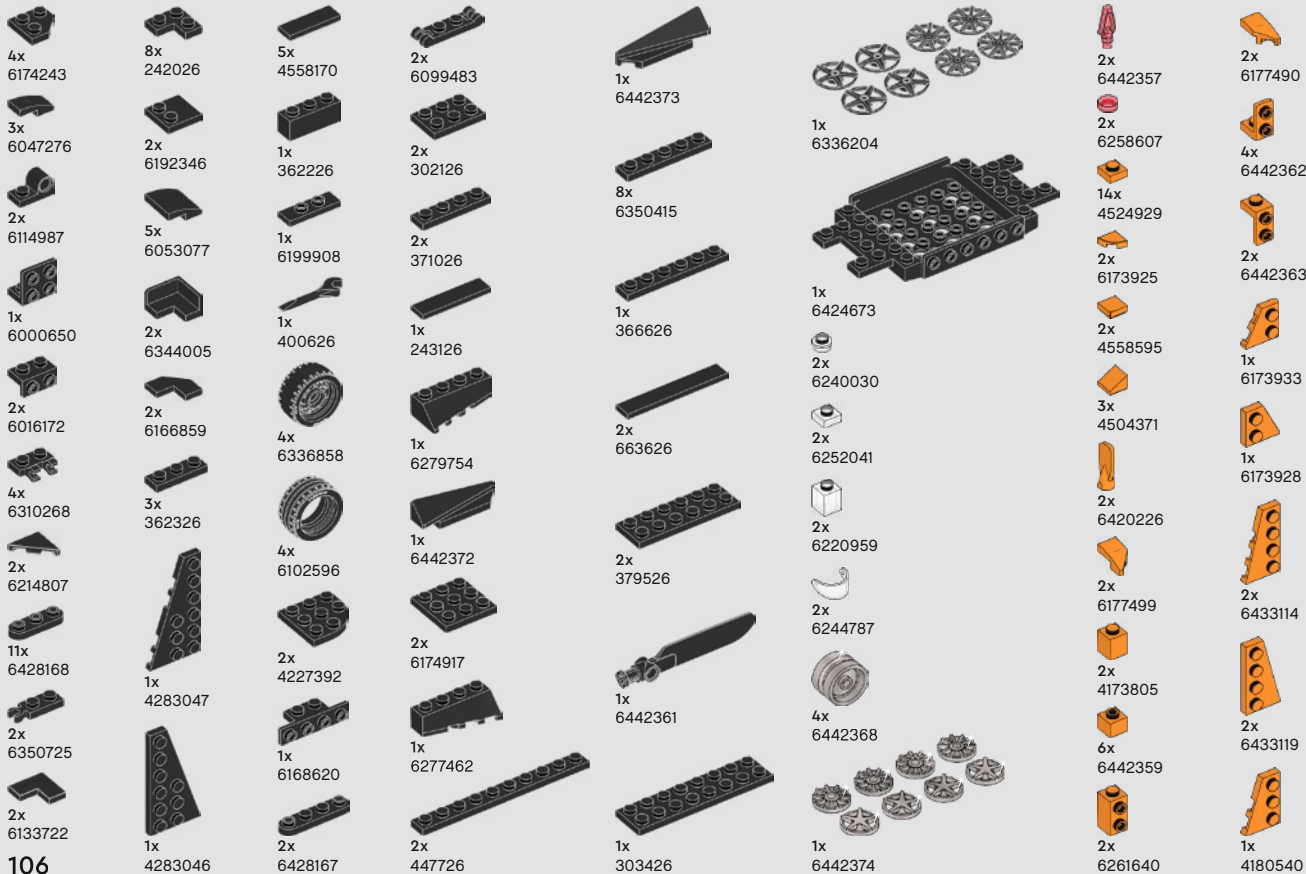 4x
6174243
3x
6047276
2x
6114987
1x
6000650
2x
6016172
4x
6310268
2x
6214807
11x
6428168
2x
6350725
2x
6133722
106
8x
242026
2x
6192346
5x
6053077
2x
6344005
2x
6166859
3x
362326
1x
4283047
1x
4283046
5x
4558170
1x
362226
1x
6199908
1x
400626
4x
6336858
4x
6102596
2x
4227392
1x
6168620
2x
6428167
2x
6099483
2x
302126
2x
371026
1x
243126
1x
6279754
1x
6442372
2x
6174917
1x
6277462
2x
447726
1x
6442373
8x
6350415
1x
366626
2x
663626
2x
379526
1x
6442361
1x
303426
1x
6336204
1x
6424673
2x
6240030
2x
6252041
2x
6220959
2x
6244787
4x
6442368
1x
6442374
2x
6442357
2x
6258607
14x
4524929
2x
6173925
2x
4558595
3x
4504371
2x
6420226
2x
6177499
2x
4173805
6x
6442359
2x
6261640
2x
6177490
4x
6442362
2x
6442363
1x
6173933
1x
6173928
2x
6433114
2x
6433119
1x
4180540